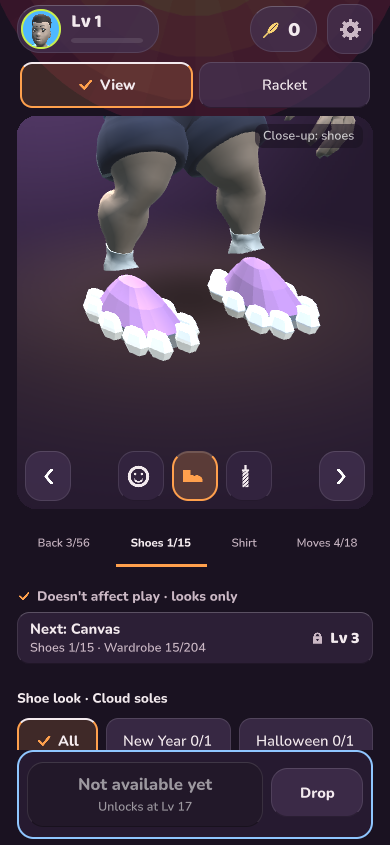 Lv 1
0
View
Racket
Close-up: shoes
Back 3/56
Shoes 1/15
Shirt
Moves 4/18
Doesn't affect play · looks only
Next: Canvas
Shoes 1/15 · Wardrobe 15/204
Lv 3
Shoe look · Cloud soles
All
New Year 0/1
Halloween 0/1
Not available yet
Unlocks at Lv 17
Drop